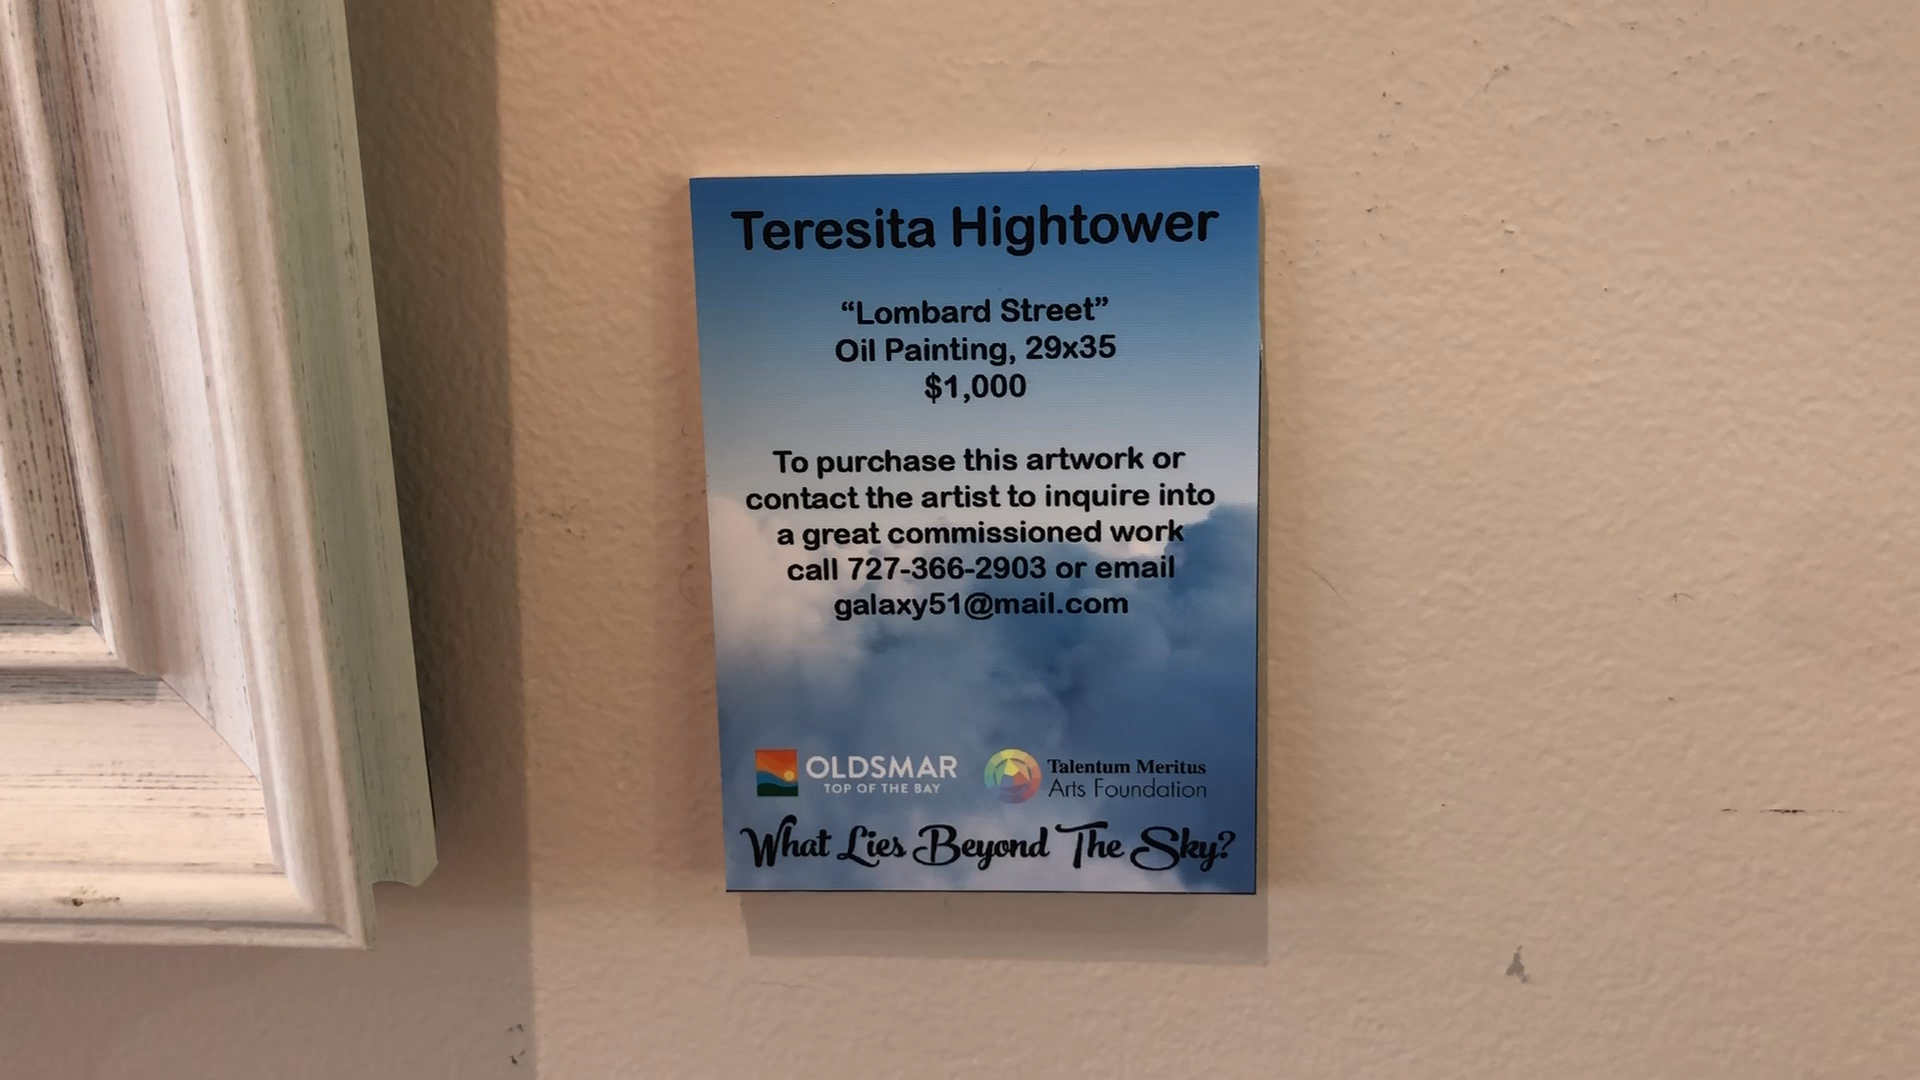 Teresita Hightower
“Lombard Street”
Oil Painting, 29x35
$1,000
To purchase this artwork or
contact the artist to inquire into
a great commissioned work
call 727-366-2903 or email
galaxy51@mail.com
OLDSMAR
TOP OF THE BAY
Talentum Meritus
Arts Foundation
What Lies Beyond The Sky?